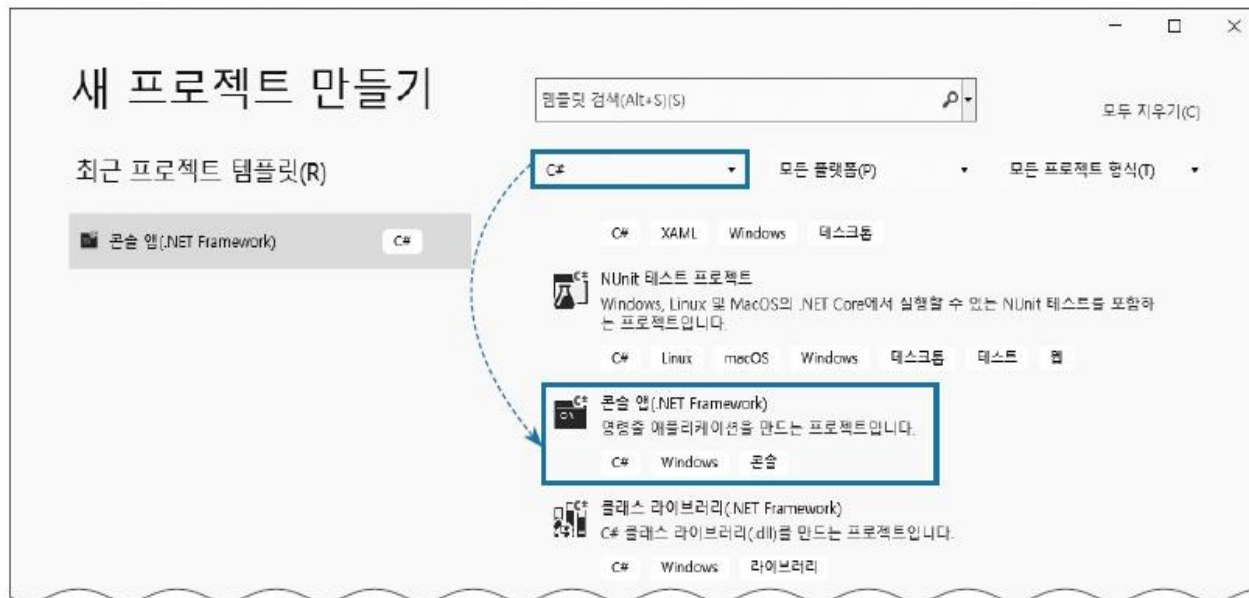 새 프로젝트 만들기
템플릿 검색(Alt+S)(S)
모두 지우기(C)
최근 프로젝트 템플릿(R)
C# 모든 플랫폼(P) 모든 프로젝트 형식(T)
콘솔 앱(.NET Framework) C#
C# XAML Windows 데스크톱
NUnit 테스트 프로젝트
Windows, Linux 및 MacOS의 .NET Core에서 실행할 수 있는 NUnit 테스트를 포함하
는 프로젝트입니다.
C# Linux macOS Windows 데스크톱 테스트 웹
콘솔 앱(.NET Framework)
명령줄 애플리케이션을 만드는 프로젝트입니다.
C# Windows 콘솔
클래스 라이브러리(.NET Framework)
C# 클래스 라이브러리(.dll)를 만드는 프로젝트입니다.
C# Windows 라이브러리